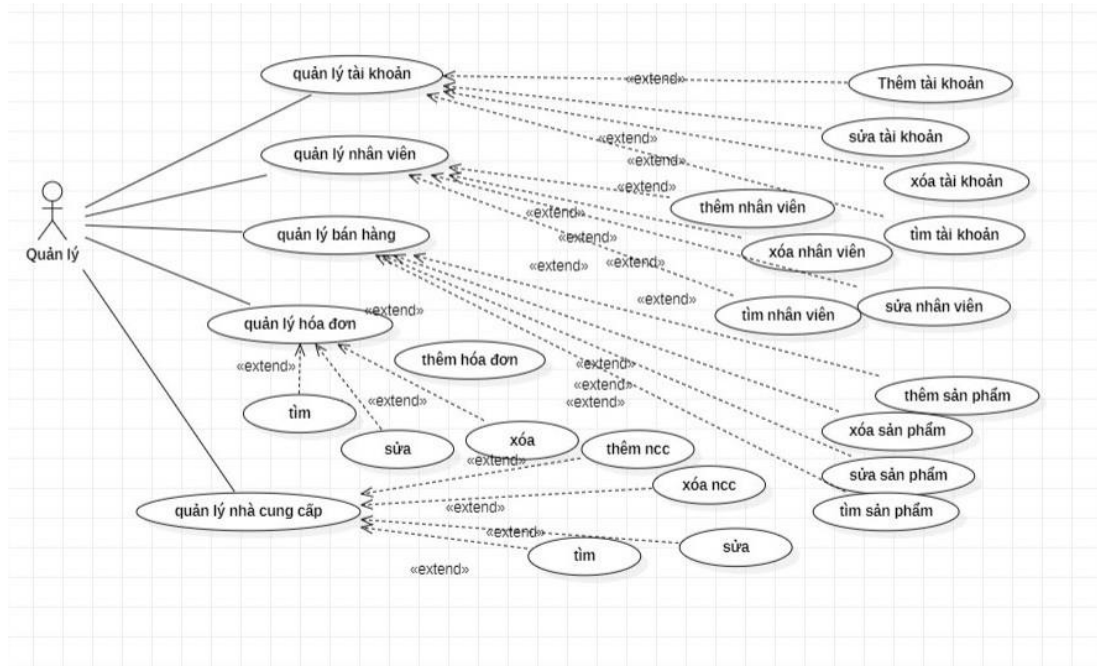 quản lý tài khoản
«extend»
Thêm tài khoản
«extend»
sửa tài khoản
quản lý nhân viên
«extend»
xóa tài khoản
«extend»
thêm nhân viên
Quản lý
quản lý bán hàng
«extend»
«extend»
tìm tài khoản
xóa nhân viên
«extend»
«extend»
«extend»
sửa nhân viên
tìm nhân viên
«extend»
quản lý hóa đơn
thêm hóa đơn
«extend»
«extend»
«extend»
«extend»
thêm sản phẩm
«extend»
tìm
xóa sản phẩm
sửa
xóa
thêm ncc
«extend»
sửa sản phẩm
xóa ncc
quản lý nhà cung cấp
«extend»
tìm sản phẩm
«extend»
sửa
tìm
«extend»